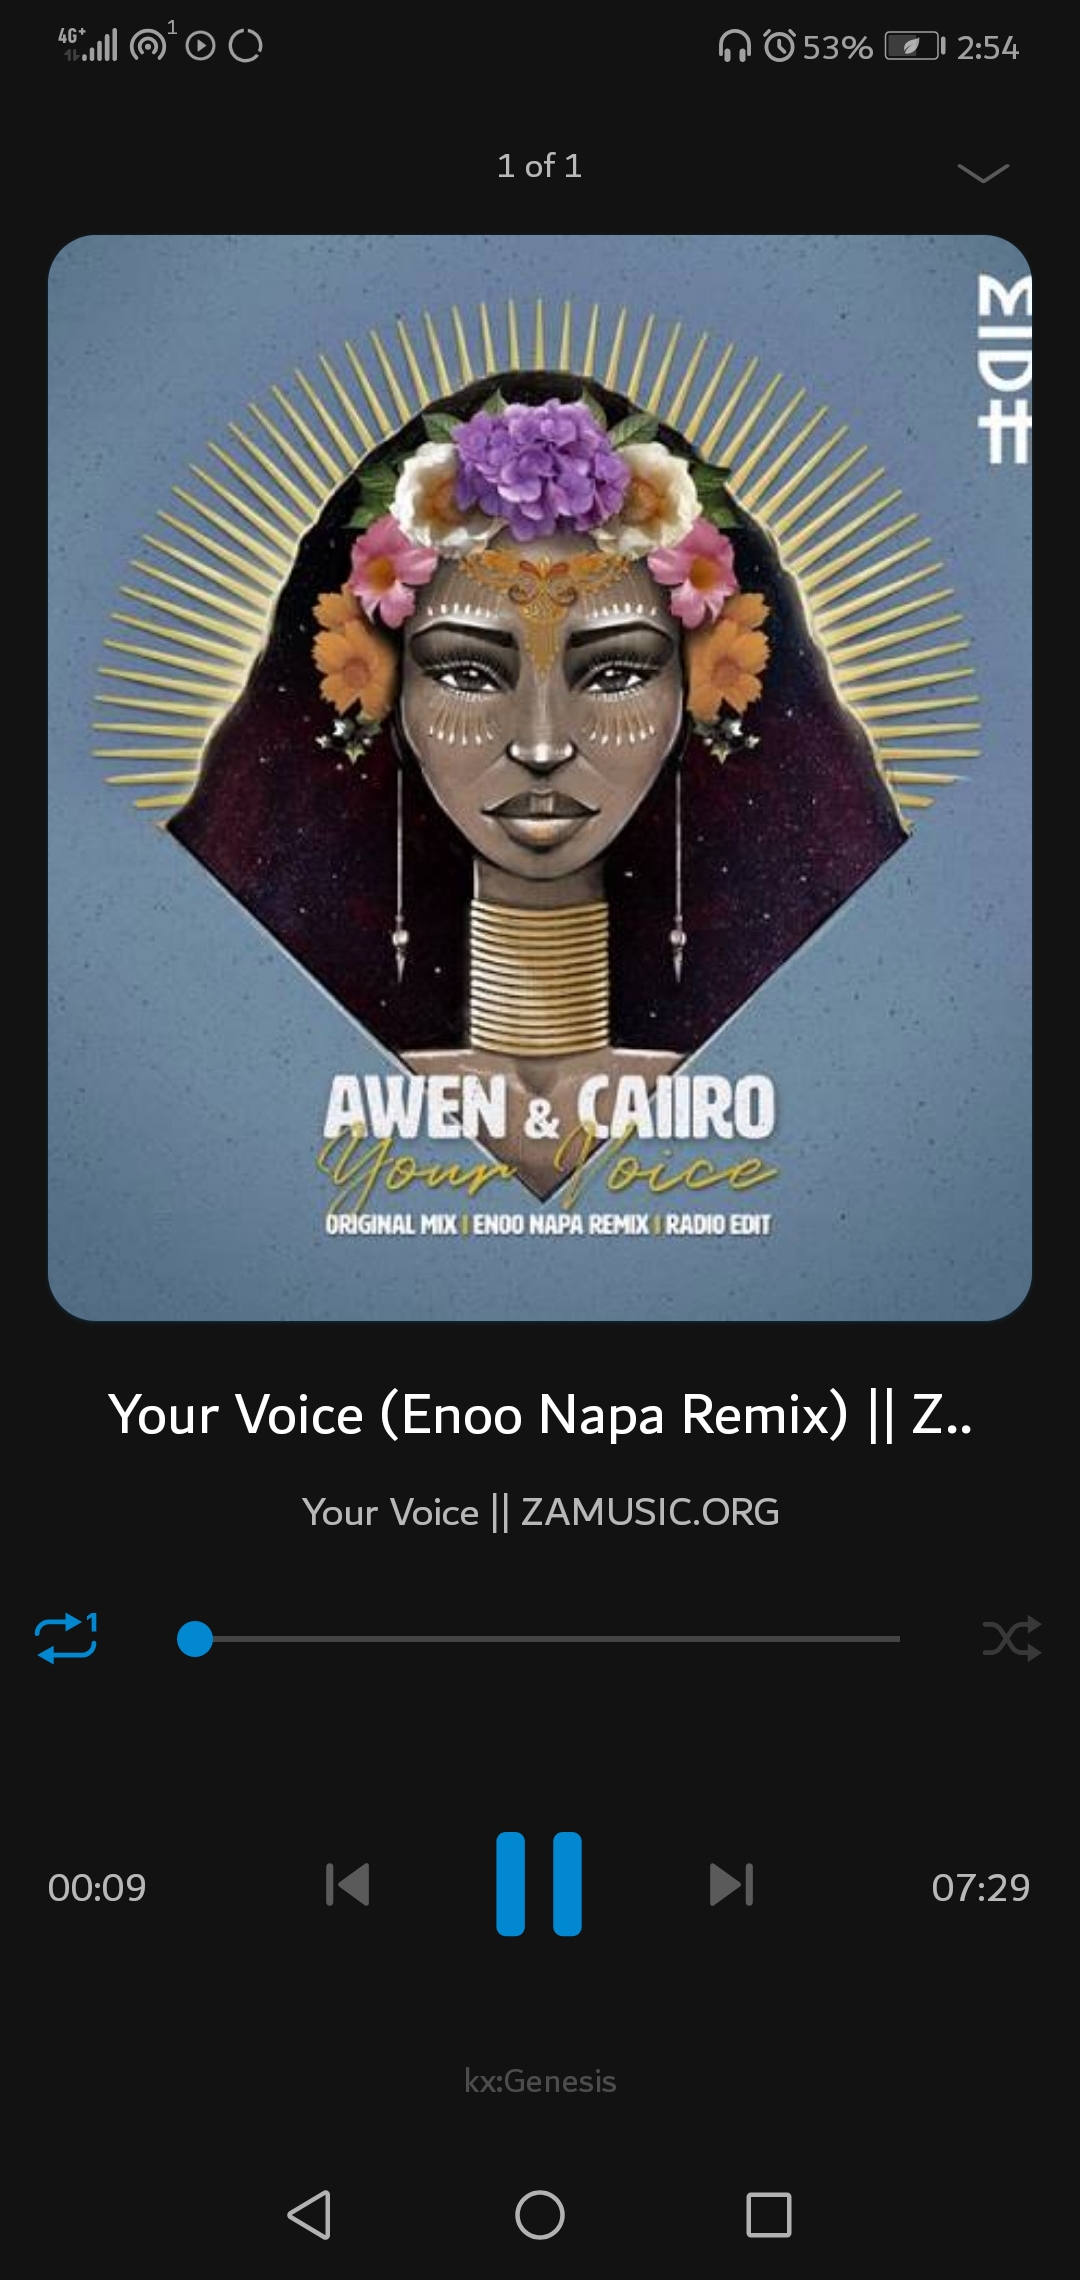 4G+ 1 53% 2:54
1 of 1
AWEN & CAIIRO
Your Voice
ORIGINAL MIX | ENOO NAPA REMIX | RADIO EDIT
Your Voice (Enoo Napa Remix) || Z..
Your Voice || ZAMUSIC.ORG
1
00:09 07:29
kx:Genesis